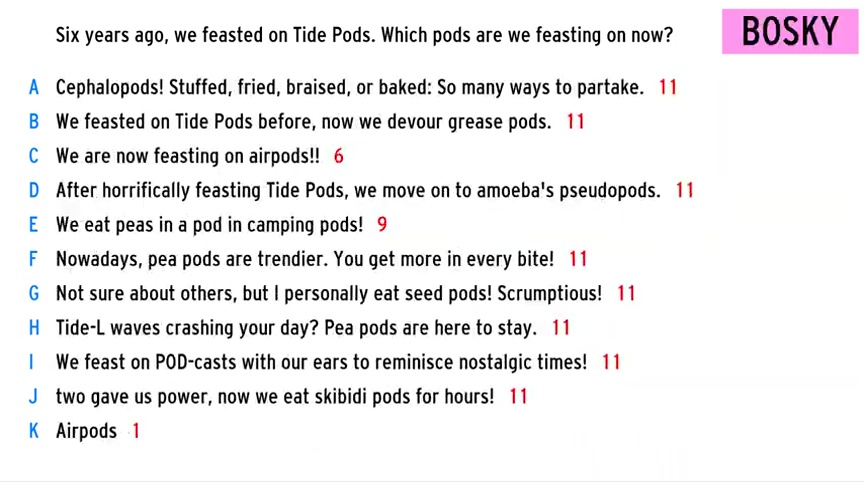 Six years ago, we feasted on Tide Pods. Which pods are we feasting on now?
BOSKY
A Cephalopods! Stuffed, fried, braised, or baked: So many ways to partake. 11
B We feasted on Tide Pods before, now we devour grease pods. 11
C We are now feasting on airpods!! 6
D After horrifically feasting Tide Pods, we move on to amoeba's pseudopods. 11
E We eat peas in a pod in camping pods! 9
F Nowadays, pea pods are trendier. You get more in every bite! 11
G Not sure about others, but I personally eat seed pods! Scrumptious! 11
H Tide-L waves crashing your day? Pea pods are here to stay. 11
I We feast on POD-casts with our ears to reminisce nostalgic times! 11
J two gave us power, now we eat skibidi pods for hours! 11
K Airpods 1